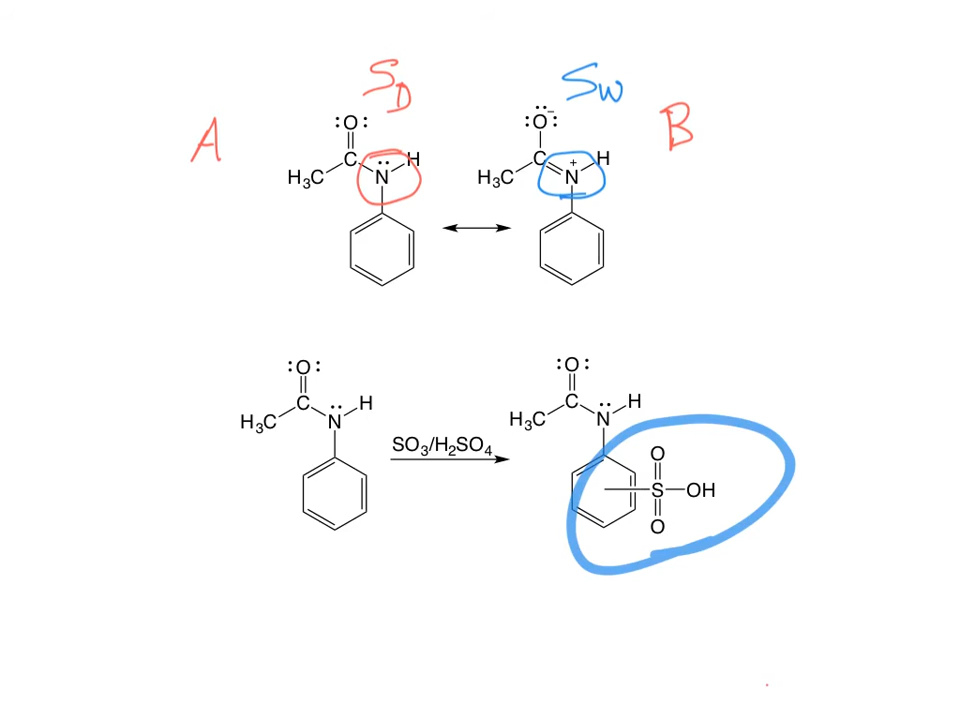 A SD SW B
:O: :O:⁻
C N H C N⁺ H
H₃C H₃C
:O: :O:
C N H C N H
H₃C H₃C
SO₃/H₂SO₄
O
S OH
O